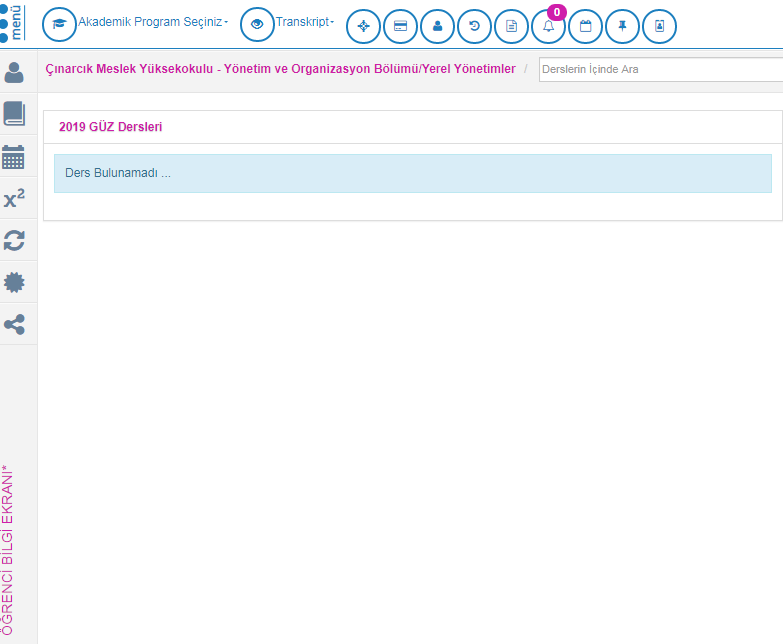 menü
Akademik Program Seçiniz
Transkript
0
Çınarcık Meslek Yüksekokulu - Yönetim ve Organizasyon Bölümü/Yerel Yönetimler /
Derslerin İçinde Ara
2019 GÜZ Dersleri
Ders Bulunamadı ...
x²
*ÖĞRENCİ BİLGİ EKRANI*